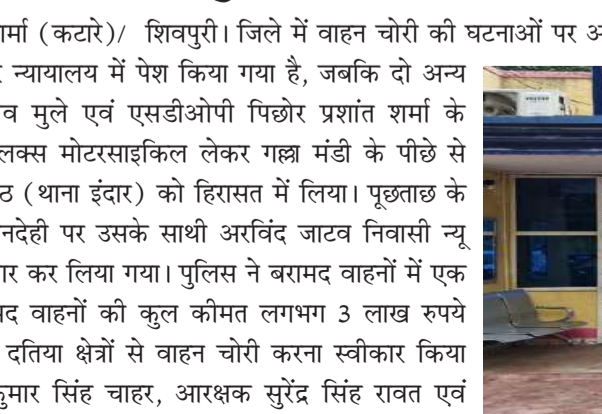 र्मा (कटारे)/ शिवपुरी। जिले में वाहन चोरी की घटनाओं पर अ
र न्यायालय में पेश किया गया है, जबकि दो अन्य
व मुले एवं एसडीओपी पिछोर प्रशांत शर्मा के
लक्स मोटरसाइकिल लेकर गल्ला मंडी के पीछे से
ठ (थाना इंदार) को हिरासत में लिया। पूछताछ के
नदेही पर उसके साथी अरविंद जाटव निवासी न्यू
ार कर लिया गया। पुलिस ने बरामद वाहनों में एक
मद वाहनों की कुल कीमत लगभग 3 लाख रुपये
दतिया क्षेत्रों से वाहन चोरी करना स्वीकार किया
कुमार सिंह चाहर, आरक्षक सुरेंद्र सिंह रावत एवं